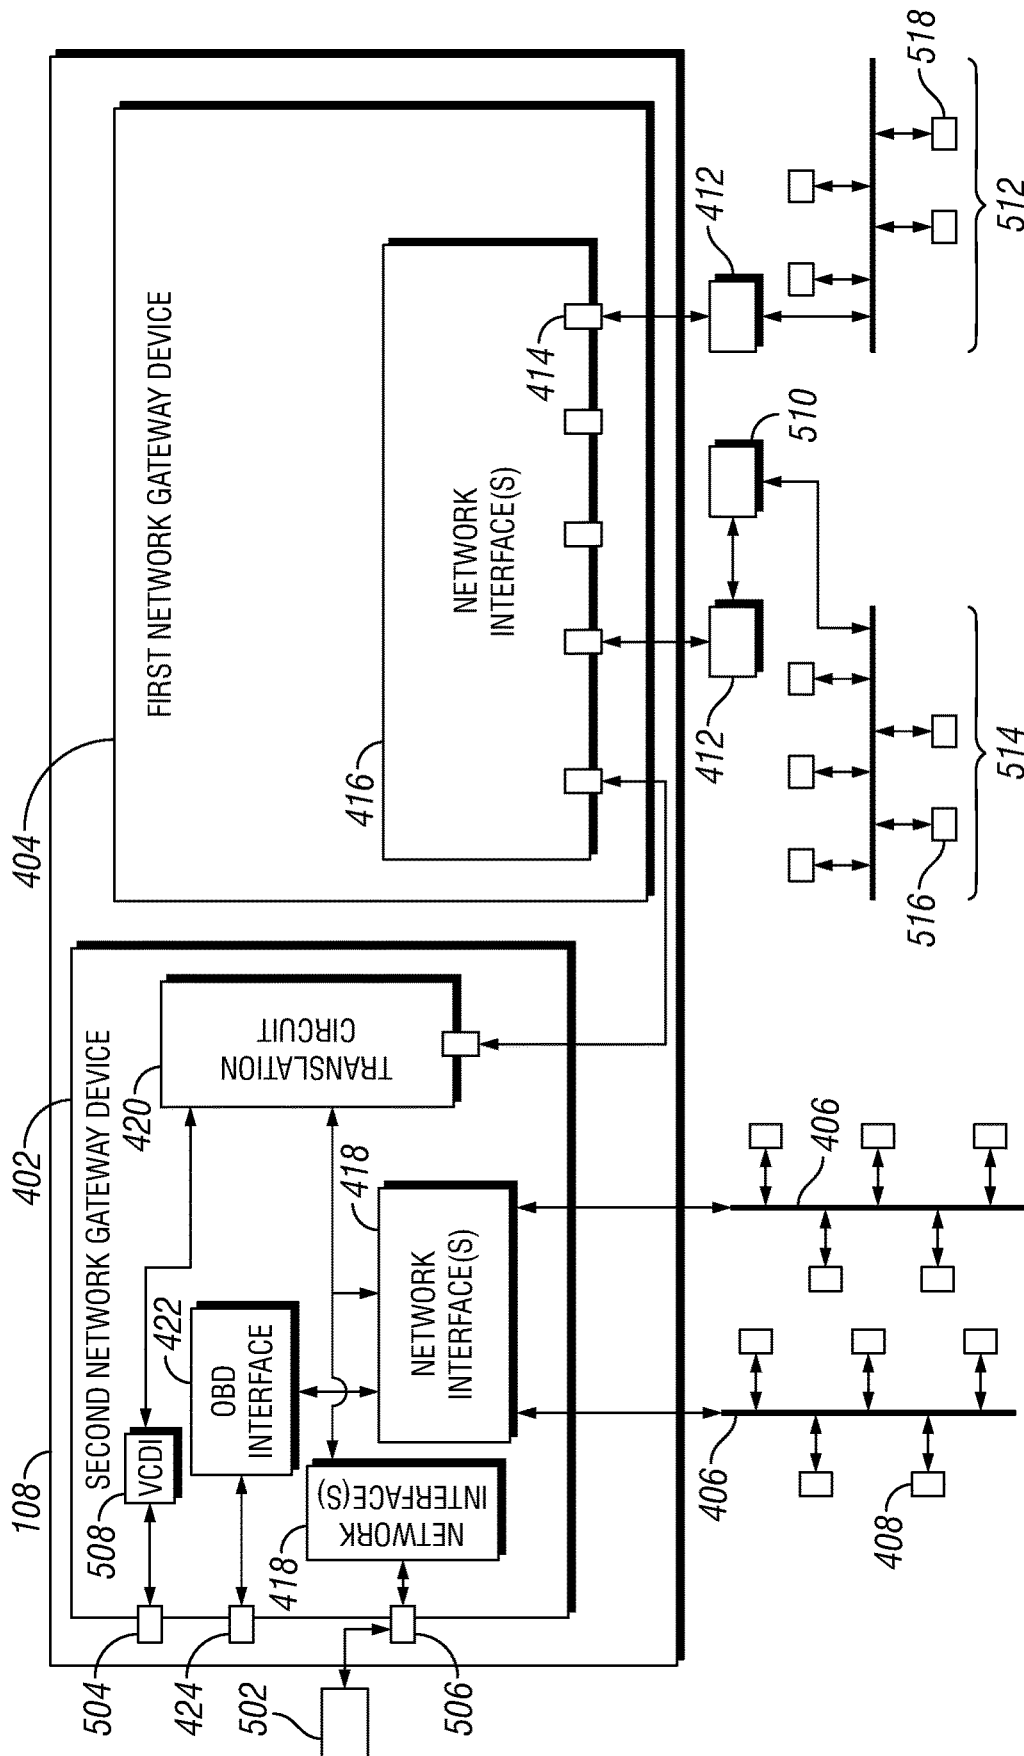 108
402
404
SECOND NETWORK GATEWAY DEVICE
FIRST NETWORK GATEWAY DEVICE
504
508
VCDI
424
422
OBD
INTERFACE
420
TRANSLATION
CIRCUIT
502
418
NETWORK
INTERFACE(S)
418
NETWORK
INTERFACE(S)
506
416
NETWORK
INTERFACE(S)
414
412
510
412
406
408
406
516
514
518
512